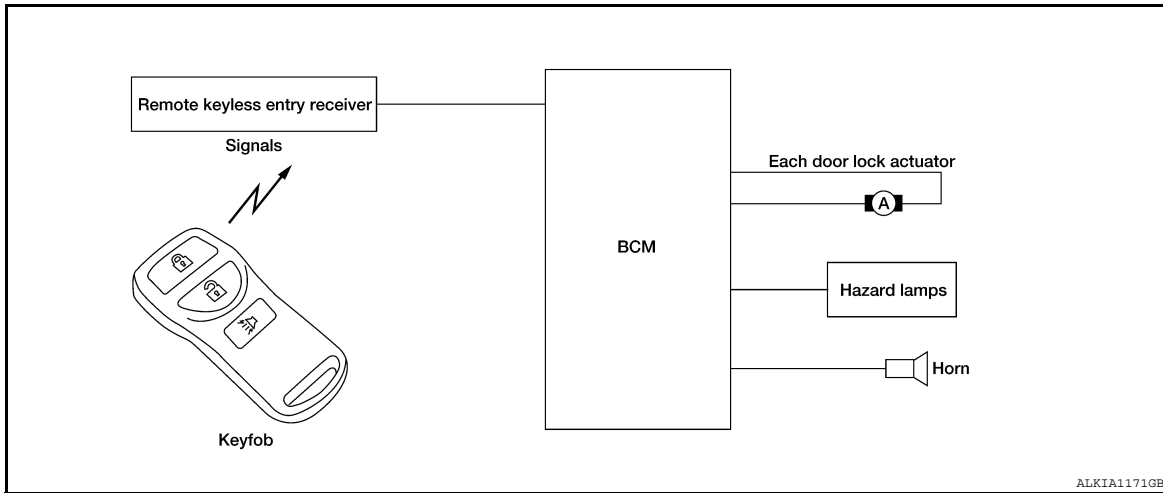 Remote keyless entry receiver
Signals
Keyfob
BCM
Each door lock actuator
A
Hazard lamps
Horn
ALKIA1171GB